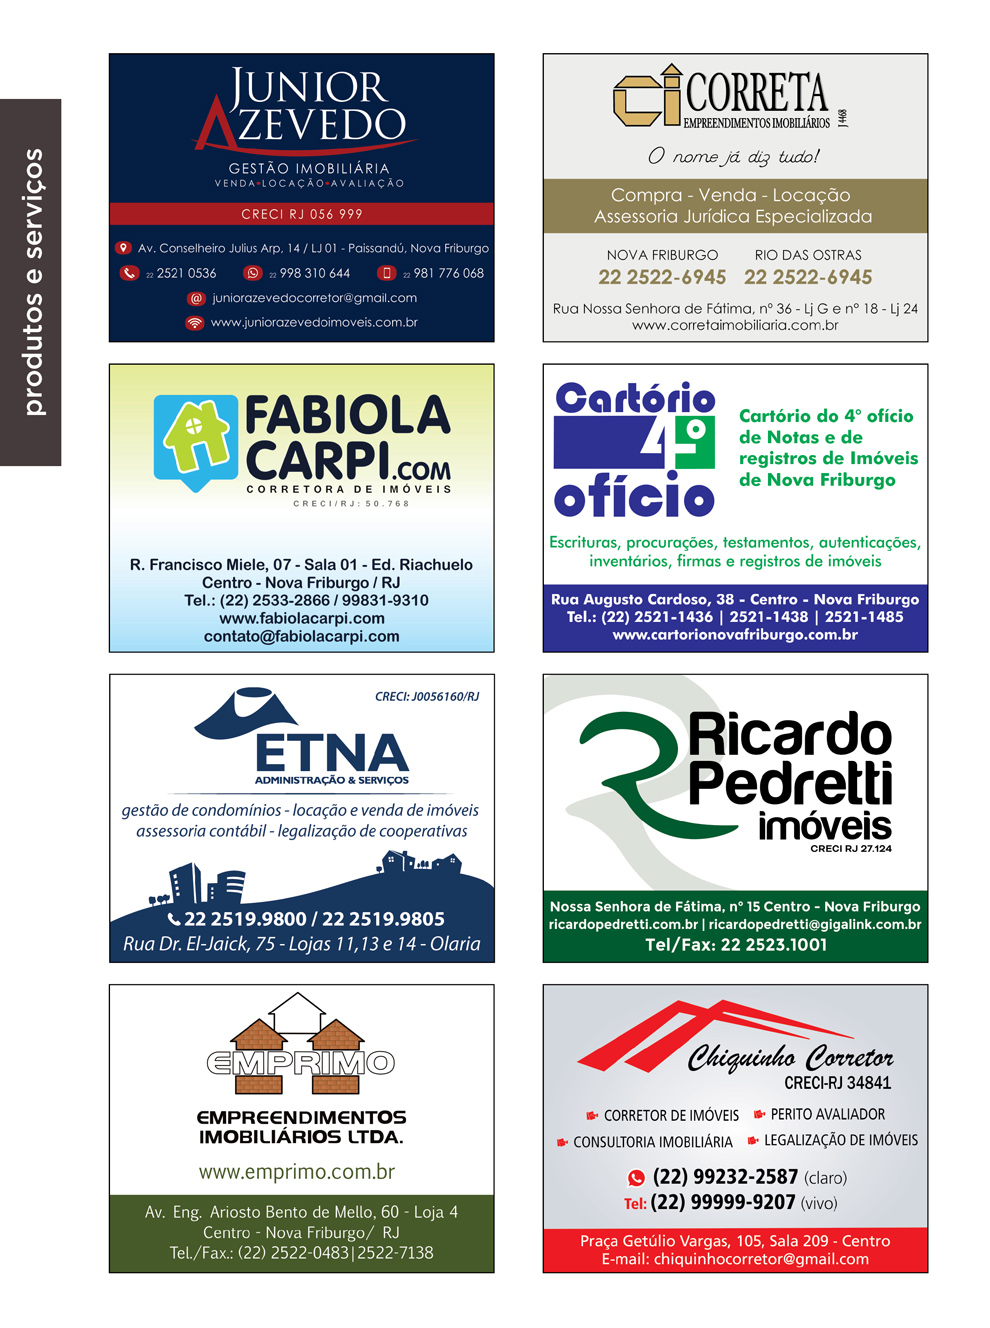 produtos e serviços
JUNIOR
AZEVEDO
GESTÃO IMOBILIÁRIA
VENDA•LOCAÇÃO•AVALIAÇÃO
CRECI RJ 056 999
Av. Conselheiro Julius Arp, 14 / LJ 01 - Paissandú, Nova Friburgo
22 2521 0536 22 998 310 644 22 981 776 068
@ juniorazevedocorretor@gmail.com
www.juniorazevedoimoveis.com.br
Ci CORRETA
EMPREENDIMENTOS IMOBILIÁRIOS
J 4468
O nome já diz tudo!
Compra - Venda - Locação
Assessoria Jurídica Especializada
NOVA FRIBURGO RIO DAS OSTRAS
22 2522-6945 22 2522-6945
Rua Nossa Senhora de Fátima, nº 36 - Lj G e nº 18 - Lj 24
www.corretaimobiliaria.com.br
FABIOLA
CARPI.COM
CORRETORA DE IMÓVEIS
CRECI/RJ: 50.768
R. Francisco Miele, 07 - Sala 01 - Ed. Riachuelo
Centro - Nova Friburgo / RJ
Tel.: (22) 2533-2866 / 99831-9310
www.fabiolacarpi.com
contato@fabiolacarpi.com
Cartório
4º
ofício
Cartório do 4º ofício
de Notas e de
registros de Imóveis
de Nova Friburgo
Escrituras, procurações, testamentos, autenticações,
inventários, firmas e registros de imóveis
Rua Augusto Cardoso, 38 - Centro - Nova Friburgo
Tel.: (22) 2521-1436 | 2521-1438 | 2521-1485
www.cartorionovafriburgo.com.br
CRECI: J0056160/RJ
ETNA
ADMINISTRAÇÃO & SERVIÇOS
gestão de condomínios - locação e venda de imóveis
assessoria contábil - legalização de cooperativas
22 2519.9800 / 22 2519.9805
Rua Dr. El-Jaick, 75 - Lojas 11,13 e 14 - Olaria
R
Ricardo
Pedretti
imóveis
CRECI RJ 27.124
Nossa Senhora de Fátima, nº 15 Centro - Nova Friburgo
ricardopedretti.com.br | ricardopedretti@gigalink.com.br
Tel/Fax: 22 2523.1001
EMPRIMO
EMPREENDIMENTOS
IMOBILIÁRIOS LTDA.
www.emprimo.com.br
Av. Eng. Ariosto Bento de Mello, 60 - Loja 4
Centro - Nova Friburgo/ RJ
Tel./Fax.: (22) 2522-0483|2522-7138
Chiquinho Corretor
CRECI-RJ 34841
CORRETOR DE IMÓVEIS PERITO AVALIADOR
CONSULTORIA IMOBILIÁRIA LEGALIZAÇÃO DE IMÓVEIS
(22) 99232-2587 (claro)
Tel: (22) 99999-9207 (vivo)
Praça Getúlio Vargas, 105, Sala 209 - Centro
E-mail: chiquinhocorretor@gmail.com